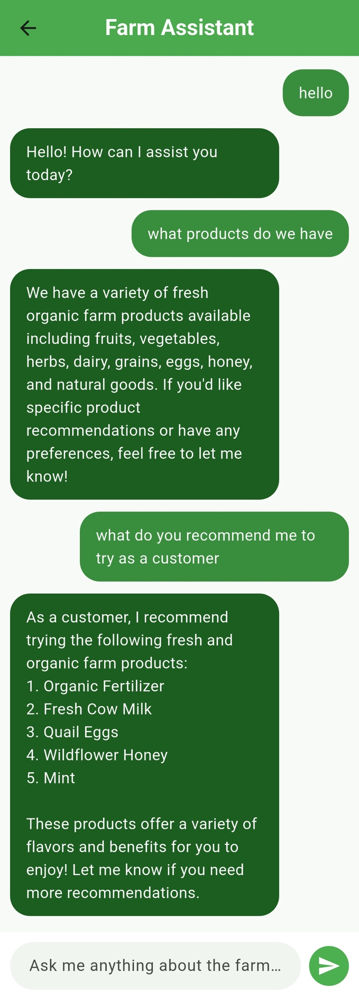 Farm Assistant
hello
Hello! How can I assist you
today?
what products do we have
We have a variety of fresh
organic farm products available
including fruits, vegetables,
herbs, dairy, grains, eggs, honey,
and natural goods. If you'd like
specific product
recommendations or have any
preferences, feel free to let me
know!
what do you recommend me to
try as a customer
As a customer, I recommend
trying the following fresh and
organic farm products:
1. Organic Fertilizer
2. Fresh Cow Milk
3. Quail Eggs
4. Wildflower Honey
5. Mint
These products offer a variety of
flavors and benefits for you to
enjoy! Let me know if you need
more recommendations.
Ask me anything about the farm...